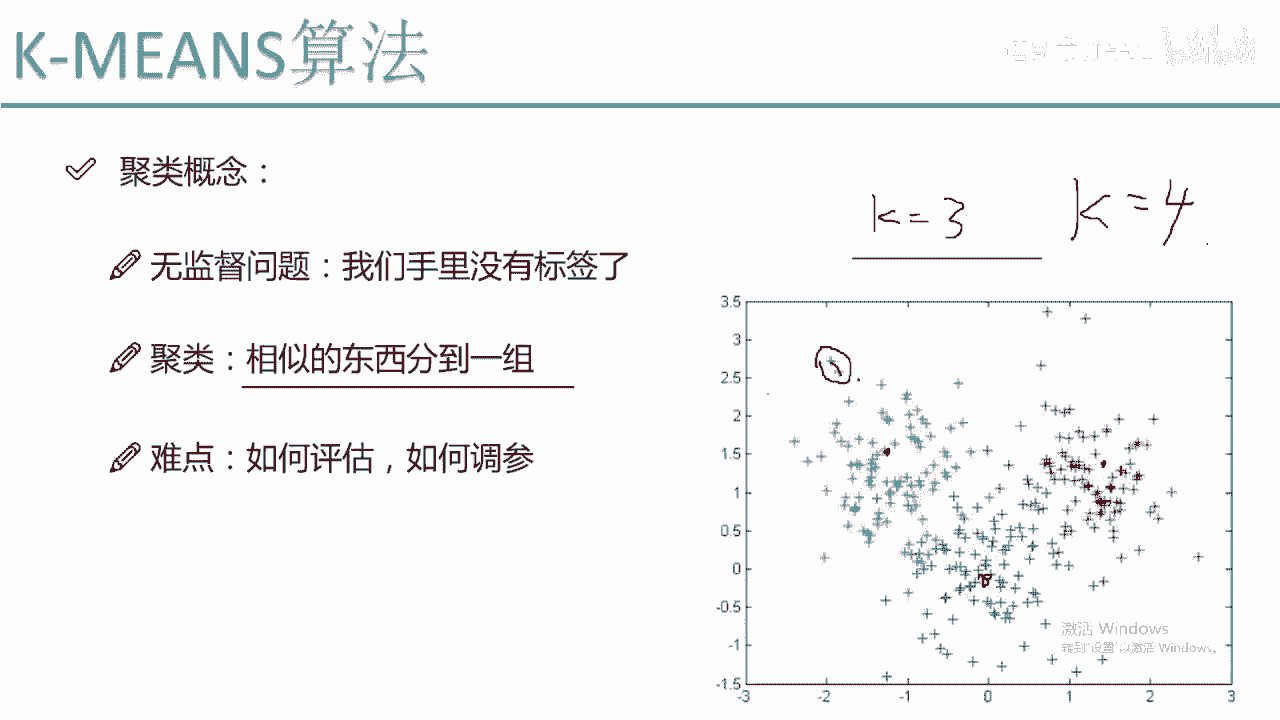 K-MEANS算法
聚类概念：
无监督问题：我们手里没有标签了
聚类：相似的东西分到一组
难点：如何评估，如何调参
k=3 K=4
3.5
3
2.5
2
1.5
1
0.5
0
-0.5
-1
-1.5
-3 -2 -1 0 1 2 3
激活 Windows
转到"设置"以激活 Windows。